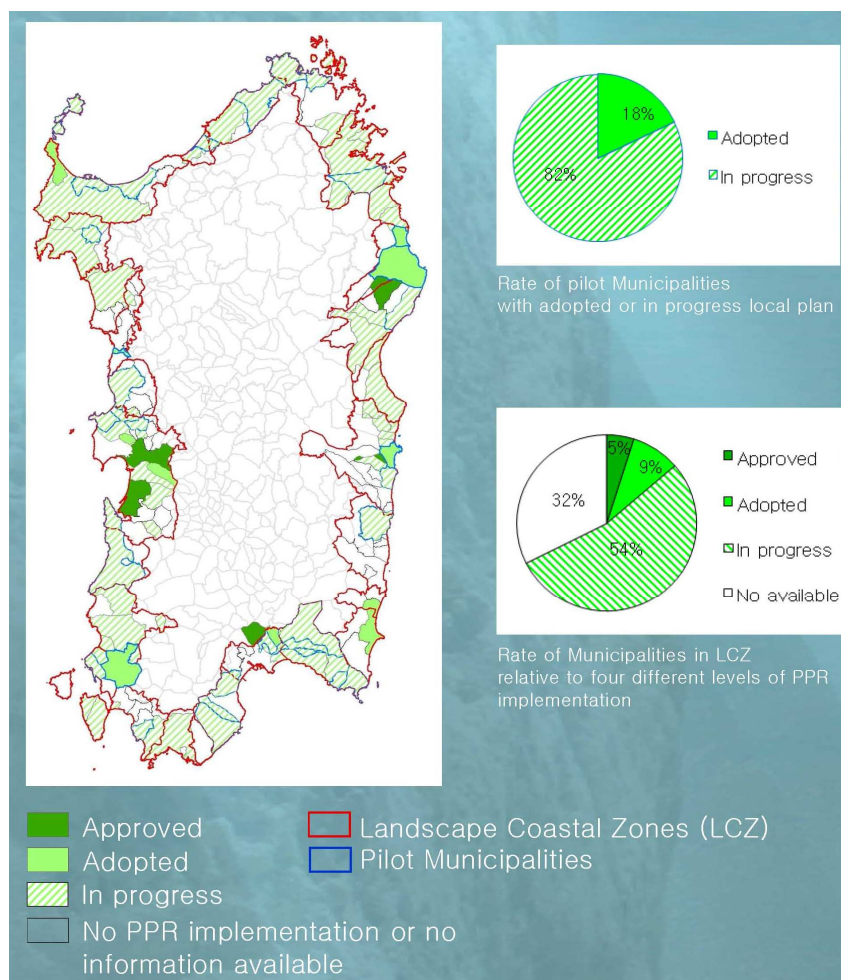 18%
82%
Adopted
In progress
Rate of pilot Municipalities
with adopted or in progress local plan
5%
9%
32%
54%
Approved
Adopted
In progress
No available
Rate of Municipalities in LCZ
relative to four different levels of PPR
implementation
Approved
Adopted
In progress
No PPR implementation or no
information available
Landscape Coastal Zones (LCZ)
Pilot Municipalities